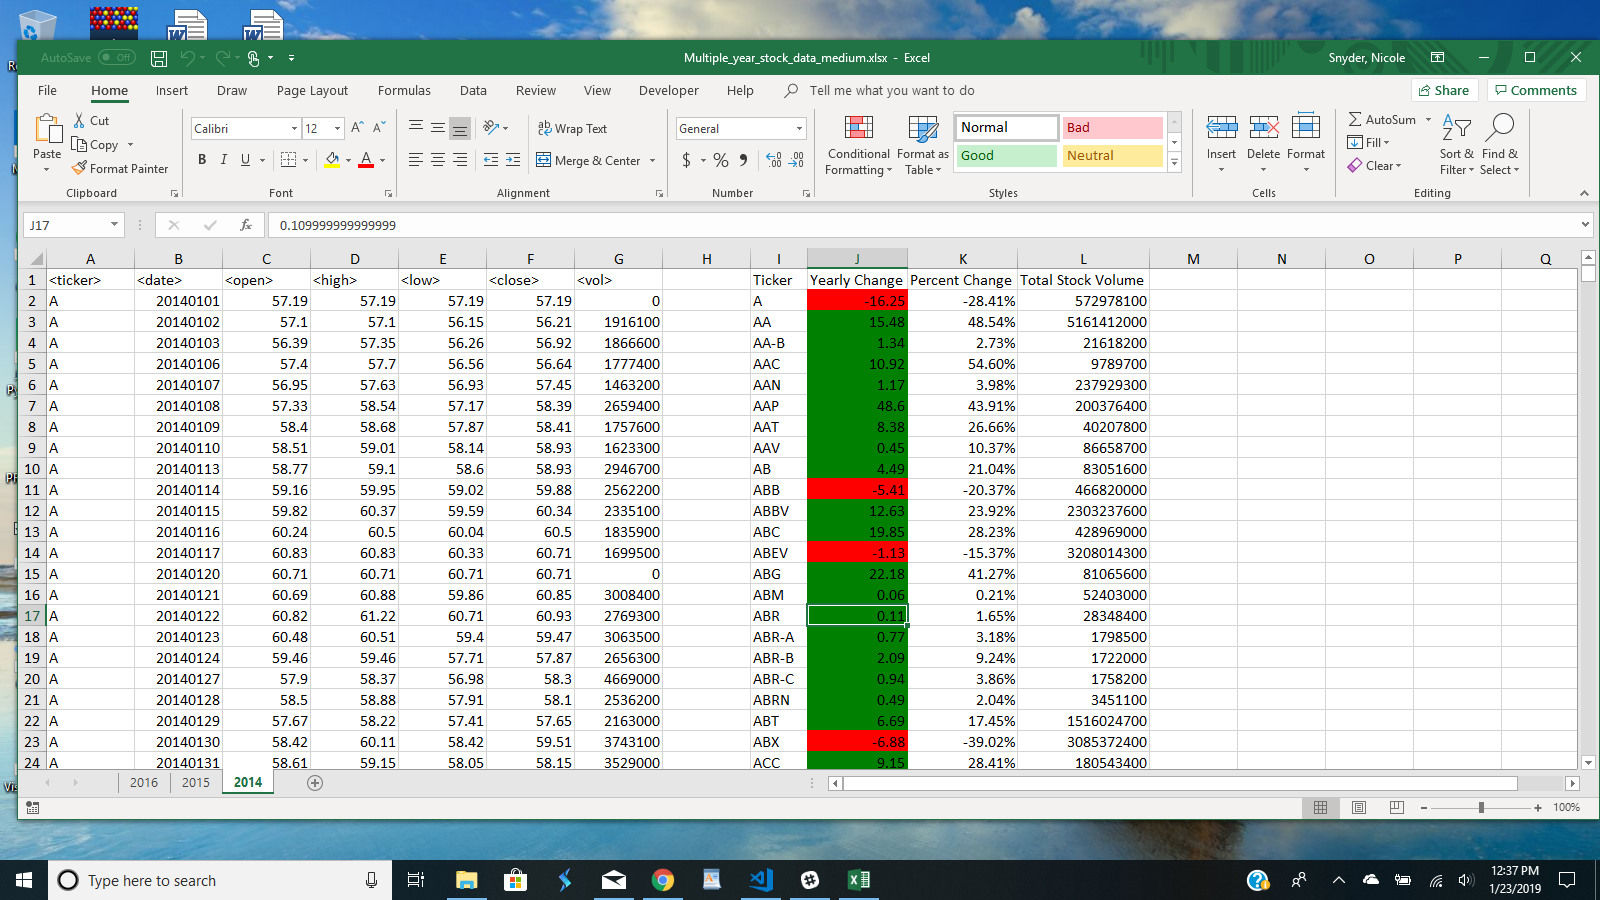 AutoSave Off Multiple_year_stock_data_medium.xlsx - Excel Snyder, Nicole
File Home Insert Draw Page Layout Formulas Data Review View Developer Help Tell me what you want to do Share Comments
Paste Cut Copy Format Painter Clipboard
Calibri 12 B I U A Font
Wrap Text Merge & Center Alignment
General $ % Number
Conditional Formatting Format as Table Normal Bad Good Neutral Styles
Insert Delete Format Cells
AutoSum Fill Clear Sort & Filter Find & Select Editing
J17 fx 0.109999999999999
A B C D E F G H I J K L M N O P Q
1 <ticker> <date> <open> <high> <low> <close> <vol> Ticker Yearly Change Percent Change Total Stock Volume
2 A 20140101 57.19 57.19 57.19 57.19 0 A -16.25 -28.41% 572978100
3 A 20140102 57.1 57.1 56.15 56.21 1916100 AA 15.48 48.54% 5161412000
4 A 20140103 56.39 57.35 56.26 56.92 1866600 AA-B 1.34 2.73% 21618200
5 A 20140106 57.4 57.7 56.56 56.64 1777400 AAC 10.92 54.60% 9789700
6 A 20140107 56.95 57.63 56.93 57.45 1463200 AAN 1.17 3.98% 237929300
7 A 20140108 57.33 58.54 57.17 58.39 2659400 AAP 48.6 43.91% 200376400
8 A 20140109 58.4 58.68 57.87 58.41 1757600 AAT 8.38 26.66% 40207800
9 A 20140110 58.51 59.01 58.14 58.93 1623300 AAV 0.45 10.37% 86658700
10 A 20140113 58.77 59.1 58.6 58.93 2946700 AB 4.49 21.04% 83051600
11 A 20140114 59.16 59.95 59.02 59.88 2562200 ABB -5.41 -20.37% 466820000
12 A 20140115 59.82 60.37 59.59 60.34 2335100 ABBV 12.63 23.92% 2303237600
13 A 20140116 60.24 60.5 60.04 60.5 1835900 ABC 19.85 28.23% 428969000
14 A 20140117 60.83 60.83 60.33 60.71 1699500 ABEV -1.13 -15.37% 3208014300
15 A 20140120 60.71 60.71 60.71 60.71 0 ABG 22.18 41.27% 81065600
16 A 20140121 60.69 60.88 59.86 60.85 3008400 ABM 0.06 0.21% 52403000
17 A 20140122 60.82 61.22 60.71 60.93 2769300 ABR 0.11 1.65% 28348400
18 A 20140123 60.48 60.51 59.4 59.47 3063500 ABR-A 0.77 3.18% 1798500
19 A 20140124 59.46 59.46 57.71 57.87 2656300 ABR-B 2.09 9.24% 1722000
20 A 20140127 57.9 58.37 56.98 58.3 4669000 ABR-C 0.94 3.86% 1758200
21 A 20140128 58.5 58.88 57.91 58.1 2536200 ABRN 0.49 2.04% 3451100
22 A 20140129 57.67 58.22 57.41 57.65 2163000 ABT 6.69 17.45% 1516024700
23 A 20140130 58.42 60.11 58.42 59.51 3743100 ABX -6.88 -39.02% 3085372400
24 A 20140131 58.61 59.15 58.05 58.15 3529000 ACC 9.15 28.41% 180543400
2016 2015 2014
100%
Type here to search
12:37 PM
1/23/2019